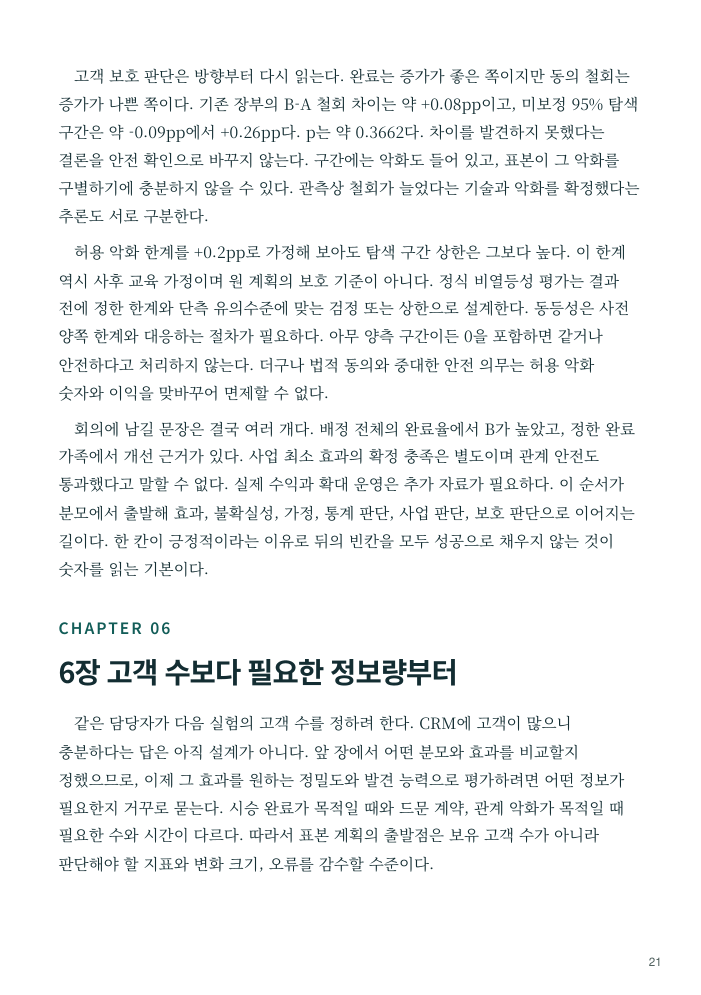 고객 보호 판단은 방향부터 다시 읽는다. 완료는 증가가 좋은 쪽이지만 동의 철회는
증가가 나쁜 쪽이다. 기존 장부의 B-A 철회 차이는 약 +0.08pp이고, 미보정 95% 탐색
구간은 약 -0.09pp에서 +0.26pp다. p는 약 0.3662다. 차이를 발견하지 못했다는
결론을 안전 확인으로 바꾸지 않는다. 구간에는 악화도 들어 있고, 표본이 그 악화를
구별하기에 충분하지 않을 수 있다. 관측상 철회가 늘었다는 기술과 악화를 확정했다는
추론도 서로 구분한다.
허용 악화 한계를 +0.2pp로 가정해 보아도 탐색 구간 상한은 그보다 높다. 이 한계
역시 사후 교육 가정이며 원 계획의 보호 기준이 아니다. 정식 비열등성 평가는 결과
전에 정한 한계와 단측 유의수준에 맞는 검정 또는 상한으로 설계한다. 동등성은 사전
양쪽 한계와 대응하는 절차가 필요하다. 아무 양측 구간이든 0을 포함하면 같거나
안전하다고 처리하지 않는다. 더구나 법적 동의와 중대한 안전 의무는 허용 악화
숫자와 이익을 맞바꾸어 면제할 수 없다.
회의에 남길 문장은 결국 여러 개다. 배정 전체의 완료율에서 B가 높았고, 정한 완료
가족에서 개선 근거가 있다. 사업 최소 효과의 확정 충족은 별도이며 관계 안전도
통과했다고 말할 수 없다. 실제 수익과 확대 운영은 추가 자료가 필요하다. 이 순서가
분모에서 출발해 효과, 불확실성, 가정, 통계 판단, 사업 판단, 보호 판단으로 이어지는
길이다. 한 칸이 긍정적이라는 이유로 뒤의 빈칸을 모두 성공으로 채우지 않는 것이
숫자를 읽는 기본이다.
CHAPTER 06
6장 고객 수보다 필요한 정보량부터
같은 담당자가 다음 실험의 고객 수를 정하려 한다. CRM에 고객이 많으니
충분하다는 답은 아직 설계가 아니다. 앞 장에서 어떤 분모와 효과를 비교할지
정했으므로, 이제 그 효과를 원하는 정밀도와 발견 능력으로 평가하려면 어떤 정보가
필요한지 거꾸로 묻는다. 시승 완료가 목적일 때와 드문 계약, 관계 악화가 목적일 때
필요한 수와 시간이 다르다. 따라서 표본 계획의 출발점은 보유 고객 수가 아니라
판단해야 할 지표와 변화 크기, 오류를 감수할 수준이다.
21